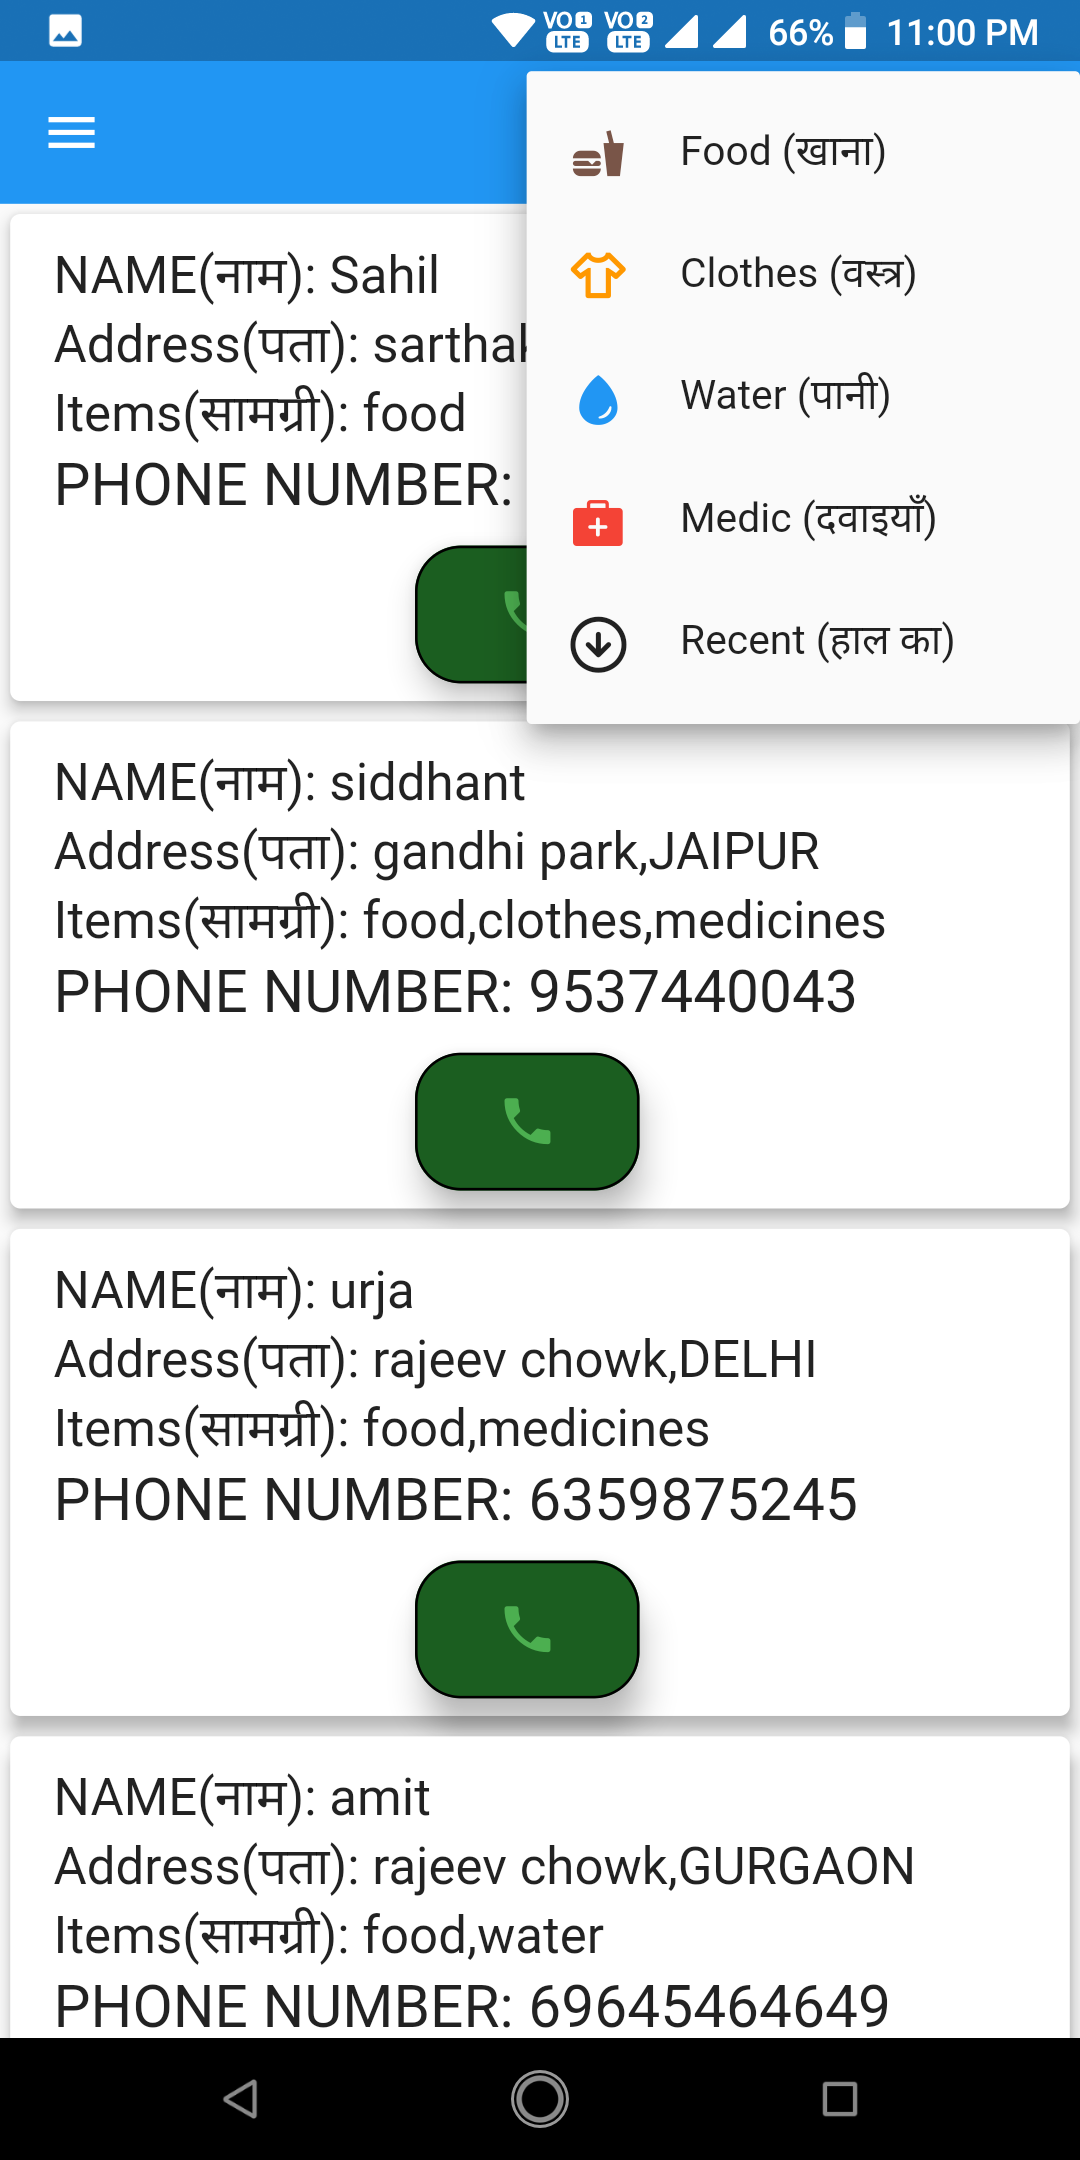 VO 1 LTE VO 2 LTE 66% 11:00 PM
Food (खाना)
Clothes (वस्त्र)
Water (पानी)
Medic (दवाइयाँ)
Recent (हाल का)
NAME(नाम): Sahil
Address(पता): sarthak
Items(सामग्री): food
PHONE NUMBER:
NAME(नाम): siddhant
Address(पता): gandhi park,JAIPUR
Items(सामग्री): food,clothes,medicines
PHONE NUMBER: 9537440043
NAME(नाम): urja
Address(पता): rajeev chowk,DELHI
Items(सामग्री): food,medicines
PHONE NUMBER: 6359875245
NAME(नाम): amit
Address(पता): rajeev chowk,GURGAON
Items(सामग्री): food,water
PHONE NUMBER: 69645464649